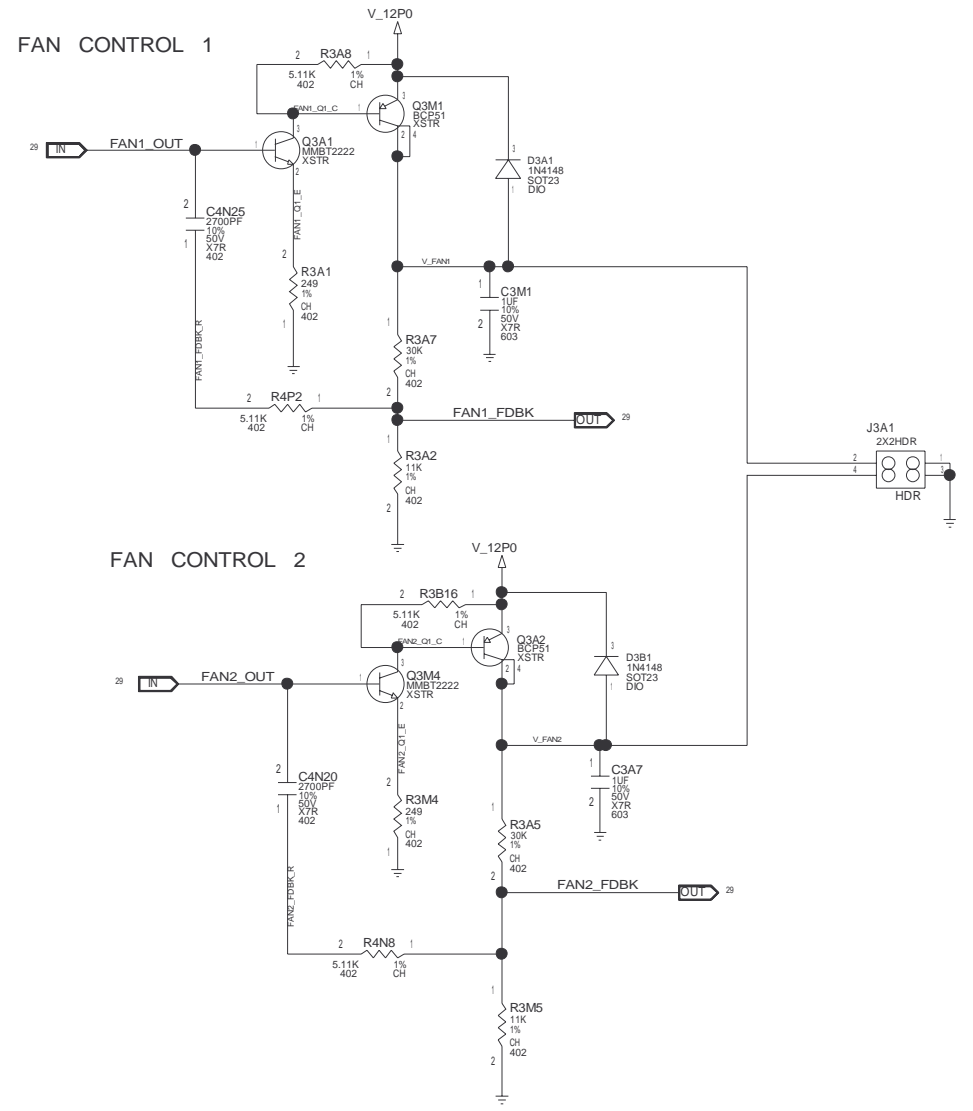 FAN CONTROL 1
V_12P0
2 R3A8 1
5.11K 1%
402 CH
FAN1_Q1_C
1
3
Q3M1
BCP51
XSTR
2 4
29 IN FAN1_OUT
1
3
Q3A1
MMBT2222
XSTR
2
FAN1_Q1_E
3
D3A1
1N4148
SOT23
DIO
1
2
C4N25
2700PF
10%
50V
X7R
402
1
2
R3A1
249
1%
CH
402
1
V_FAN1
1
C3M1
1UF
10%
50V
X7R
603
2
FAN1_FDBK_R
1
R3A7
30K
1%
CH
402
2
2 R4P2 1
5.11K 1%
402 CH
FAN1_FDBK OUT 29
1
R3A2
11K
1%
CH
402
2
J3A1
2X2HDR
2 1
4 3
HDR
FAN CONTROL 2
V_12P0
2 R3B16 1
5.11K 1%
402 CH
FAN2_Q1_C
1
3
Q3A2
BCP51
XSTR
2 4
29 IN FAN2_OUT
1
3
Q3M4
MMBT2222
XSTR
2
FAN2_Q1_E
3
D3B1
1N4148
SOT23
DIO
1
2
C4N20
2700PF
10%
50V
X7R
402
1
2
R3M4
249
1%
CH
402
1
V_FAN2
1
C3A7
1UF
10%
50V
X7R
603
2
FAN2_FDBK_R
1
R3A5
30K
1%
CH
402
2
FAN2_FDBK OUT 29
2 R4N8 1
5.11K 1%
402 CH
1
R3M5
11K
1%
CH
402
2